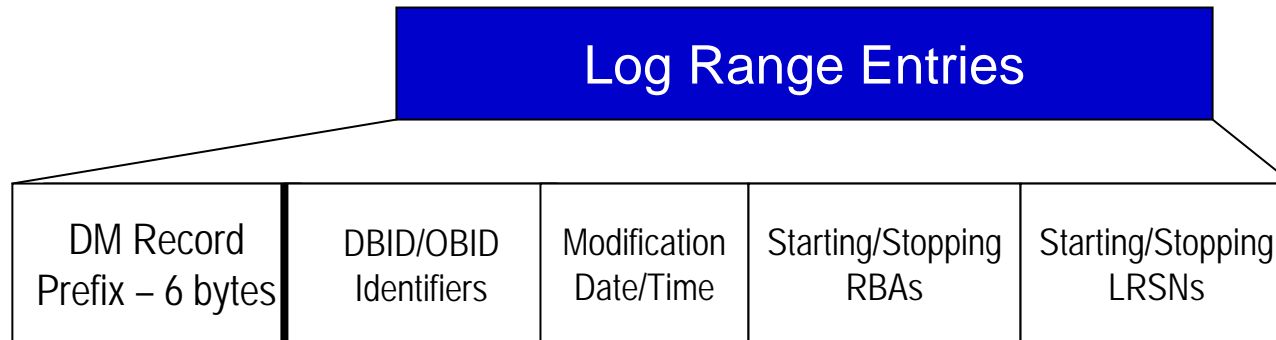 Log Range Entries
DM Record
Prefix – 6 bytes
DBID/OBID
Identifiers
Modification
Date/Time
Starting/Stopping
RBAs
Starting/Stopping
LRSNs